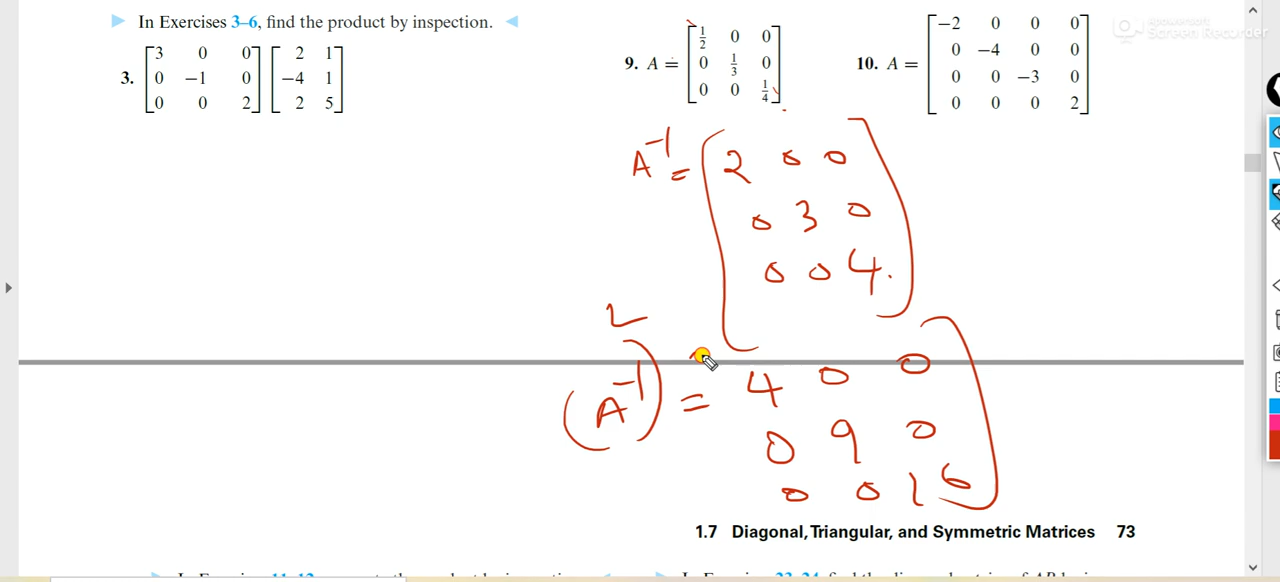 In Exercises 3–6, find the product by inspection.
3. [3 0 0] [2 1]
[0 −1 0] [−4 1]
[0 0 2] [2 5]
9. A = [1/2 0 0]
[0 1/3 0]
[0 0 1/4]
10. A = [−2 0 0 0]
[0 −4 0 0]
[0 0 −3 0]
[0 0 0 2]
Apowersoft
Screen Recorder
A⁻¹ = [2 0 0
0 3 0
0 0 4.]
(A⁻¹)² = 4 0 0
0 9 0
0 0 16]
1.7 Diagonal, Triangular, and Symmetric Matrices 73